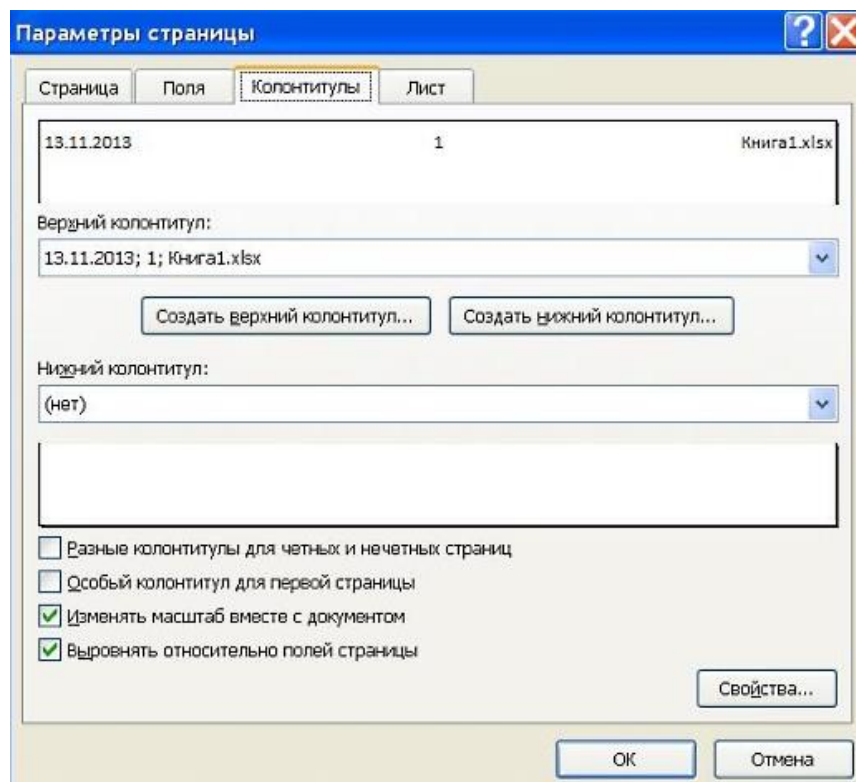 Параметры страницы
Страница Поля Колонтитулы Лист
13.11.2013 1 Книга1.xlsx
Верхний колонтитул:
13.11.2013; 1; Книга1.xlsx
Создать верхний колонтитул... Создать нижний колонтитул...
Нижний колонтитул:
(нет)
Разные колонтитулы для четных и нечетных страниц
Особый колонтитул для первой страницы
Изменять масштаб вместе с документом
Выровнять относительно полей страницы
Свойства...
ОК Отмена